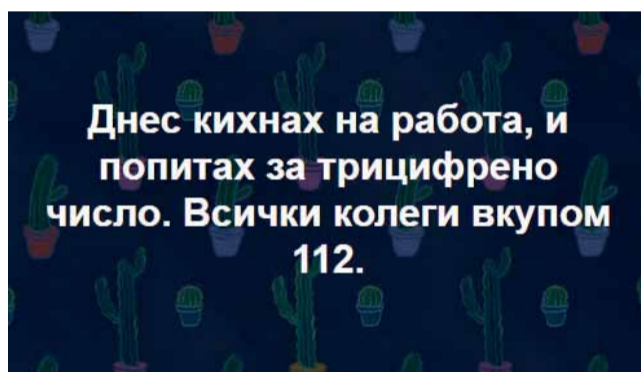 Днес кихнах на работа, и
попитах за трицифрено
число. Всички колеги вкупом
112.